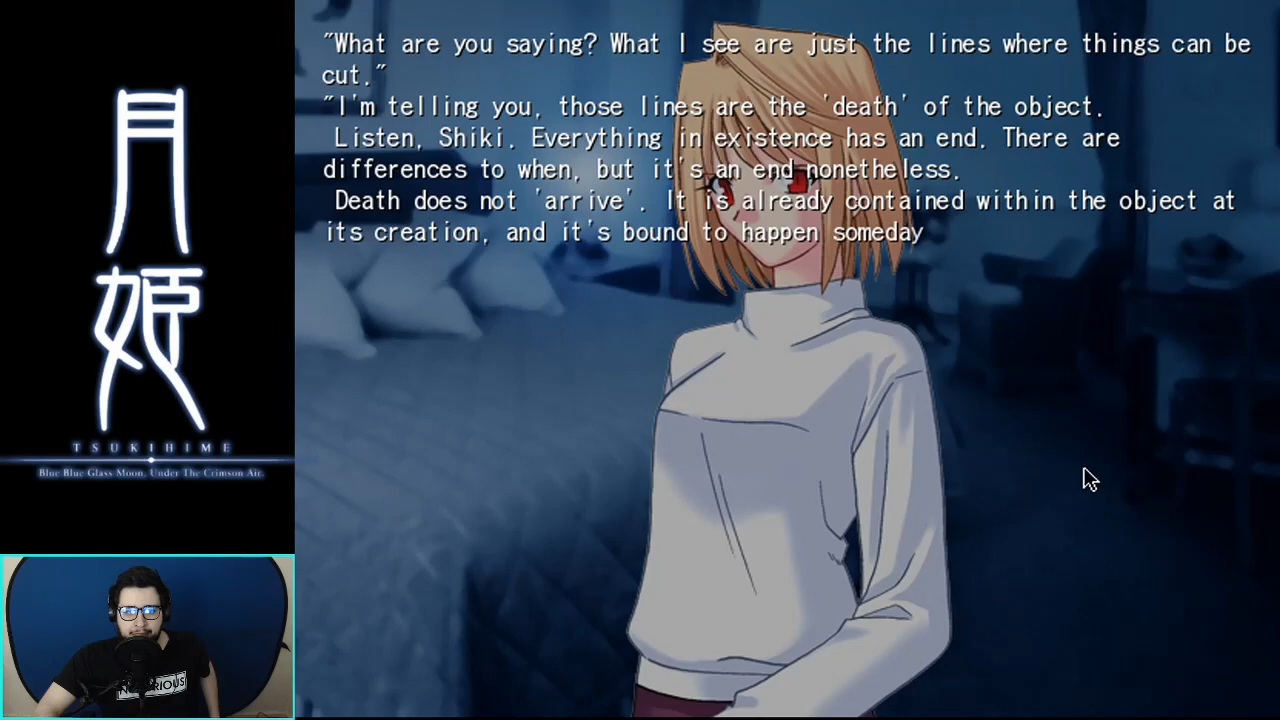 月姫
TSUKIHIME
Blue Blue Glass Moon, Under The Crimson Air.
"What are you saying? What I see are just the lines where things can be
cut."
"I'm telling you, those lines are the 'death' of the object.
Listen, Shiki. Everything in existence has an end. There are
differences to when, but it's an end nonetheless.
Death does not 'arrive'. It is already contained within the object at
its creation, and it's bound to happen someday